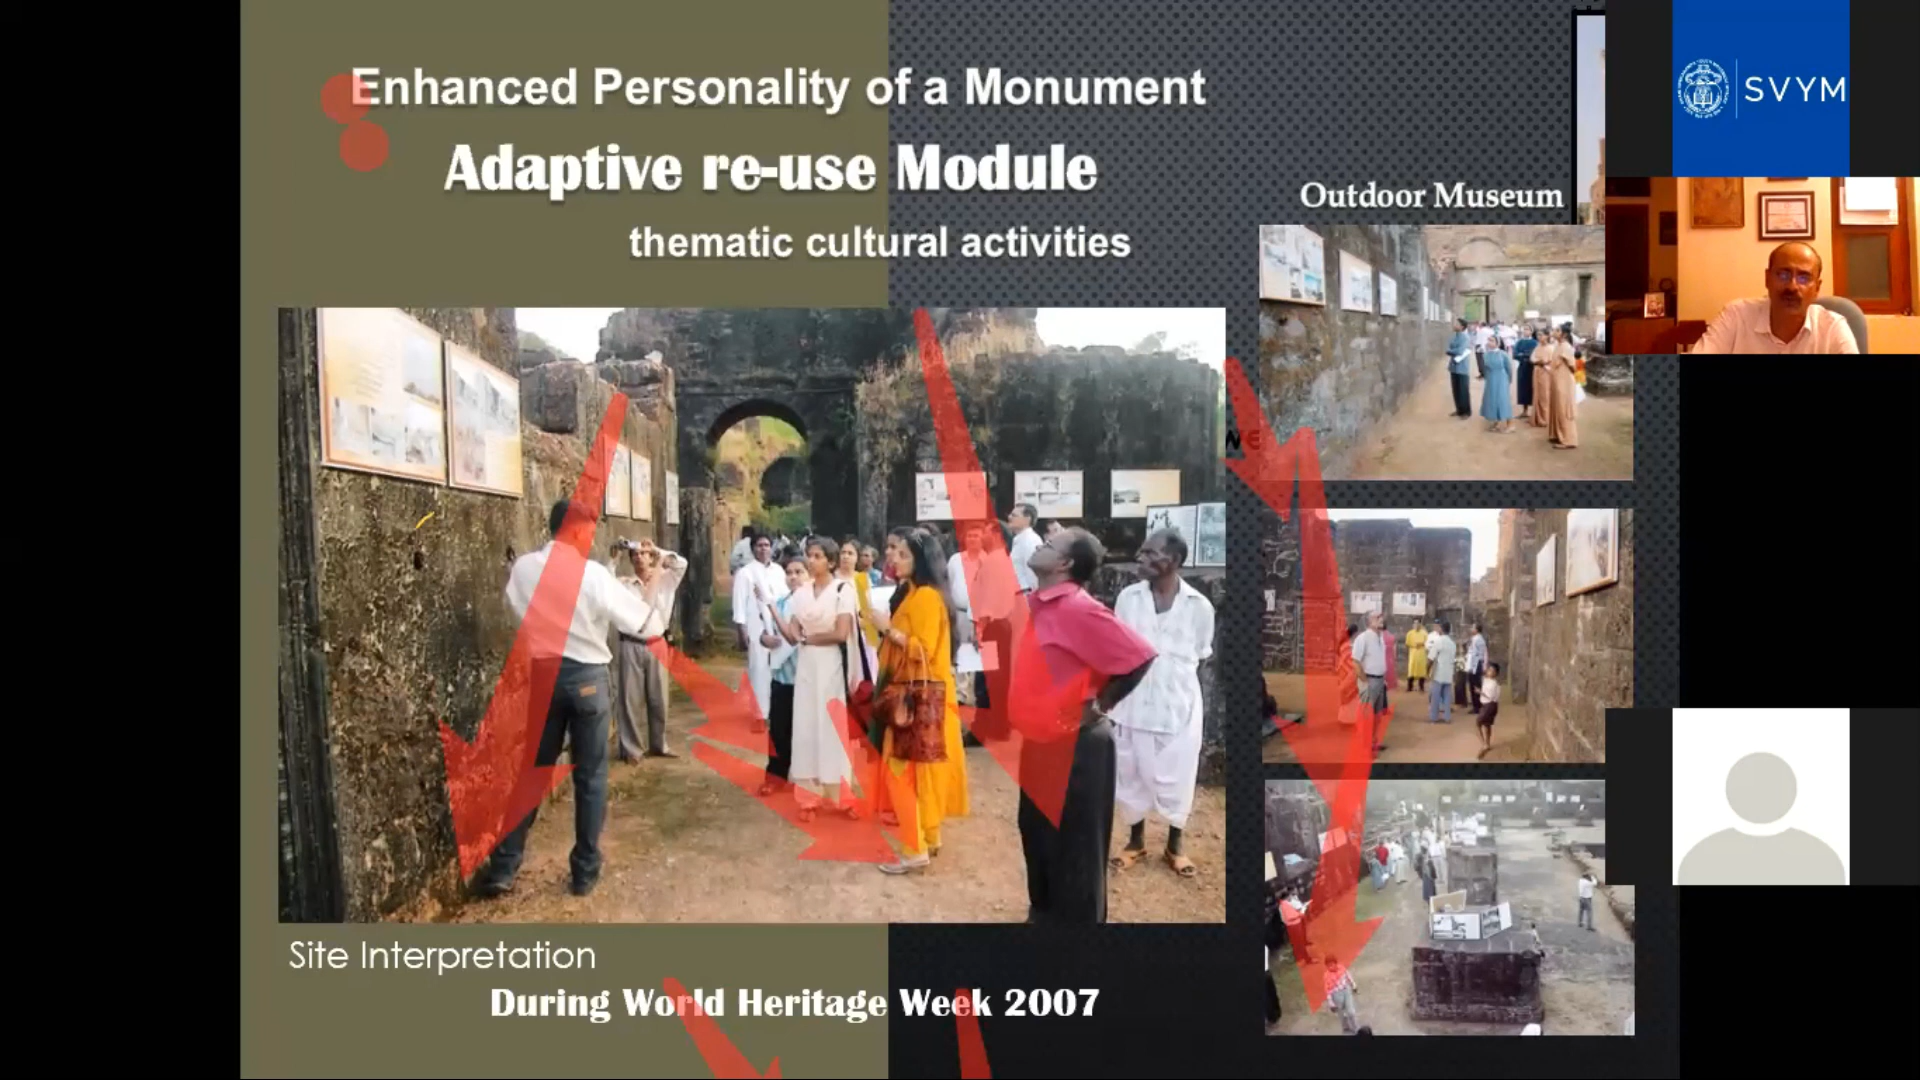 Enhanced Personality of a Monument
Adaptive re-use Module
thematic cultural activities
Outdoor Museum
Site Interpretation
During World Heritage Week 2007
SVYM